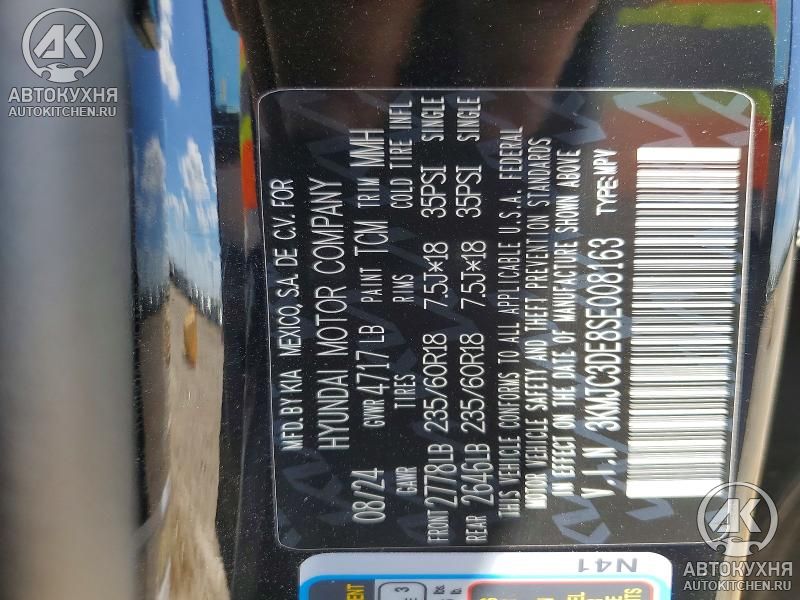 MFD. BY KIA MEXICO, S.A. DE C.V. FOR
HYUNDAI MOTOR COMPANY
08/24 GVWR 4717 LB PAINT TCM TRIM MMH
GAWR TIRES RIMS COLD TIRE INFL
FRONT 2778LB 235/60R18 7.5J*18 35PSI SINGLE
REAR 2646LB 235/60R18 7.5J*18 35PSI SINGLE
THIS VEHICLE CONFORMS TO ALL APPLICABLE U.S.A. FEDERAL
MOTOR VEHICLE SAFETY AND THEFT PREVENTION STANDARDS
IN EFFECT ON THE DATE OF MANUFACTURE SHOWN ABOVE
V.I.N 3KMJC3DE8SE008163 TYPE:MPV
N41
АК
АВТОКУХНЯ
AUTOKITCHEN.RU
АК
АВТОКУХНЯ
AUTOKITCHEN.RU